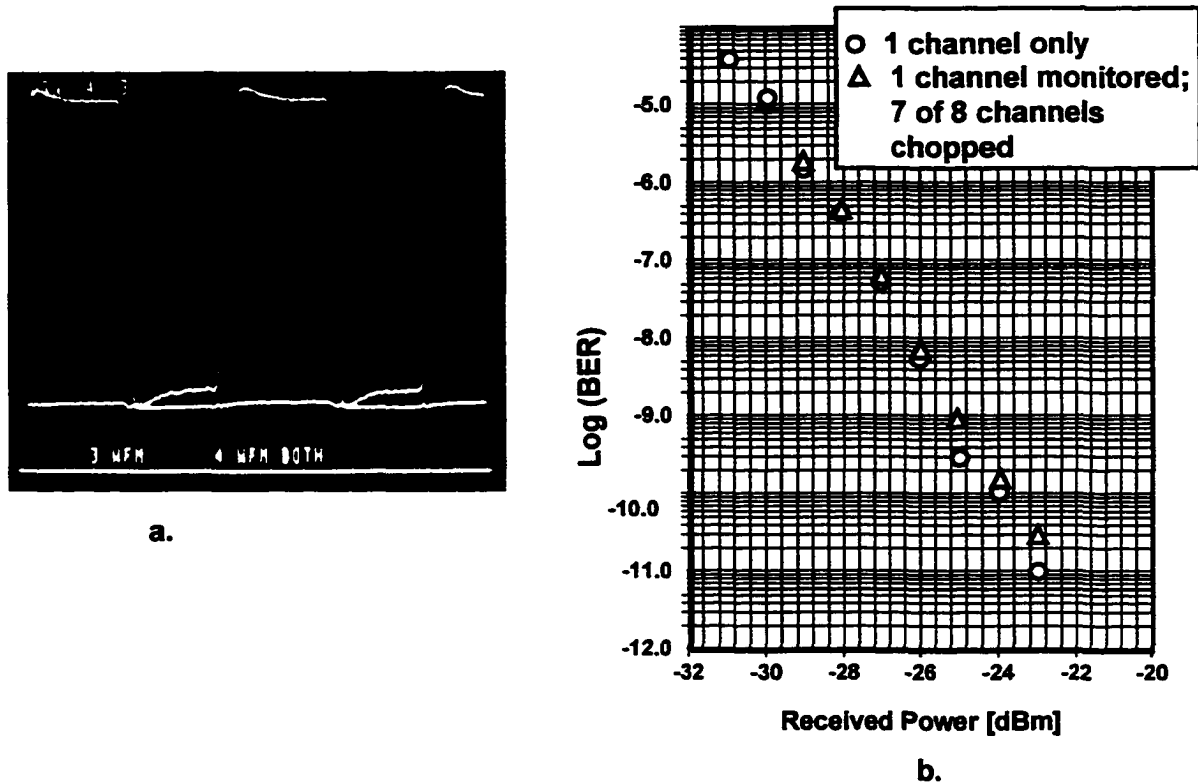 3 WFM 4 WFM BOTH
a.
1 channel only
1 channel monitored;
7 of 8 channels
chopped
Log (BER)
-5.0
-6.0
-7.0
-8.0
-9.0
-10.0
-11.0
-12.0
-32 -30 -28 -26 -24 -22 -20
Received Power [dBm]
b.